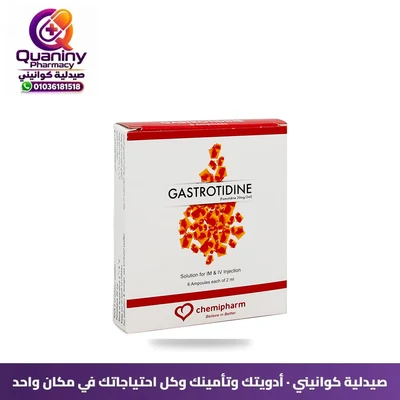 Quaniny
Pharmacy
صيدلية كوانيني
01036181518
GASTROTIDINE
Solution for IM & IV Injection
6 Ampoules each of 2 ml
chemipharm
Believe in Better
صيدلية كوانيني · أدويتك وتأمينك وكل احتياجاتك في مكان واحد